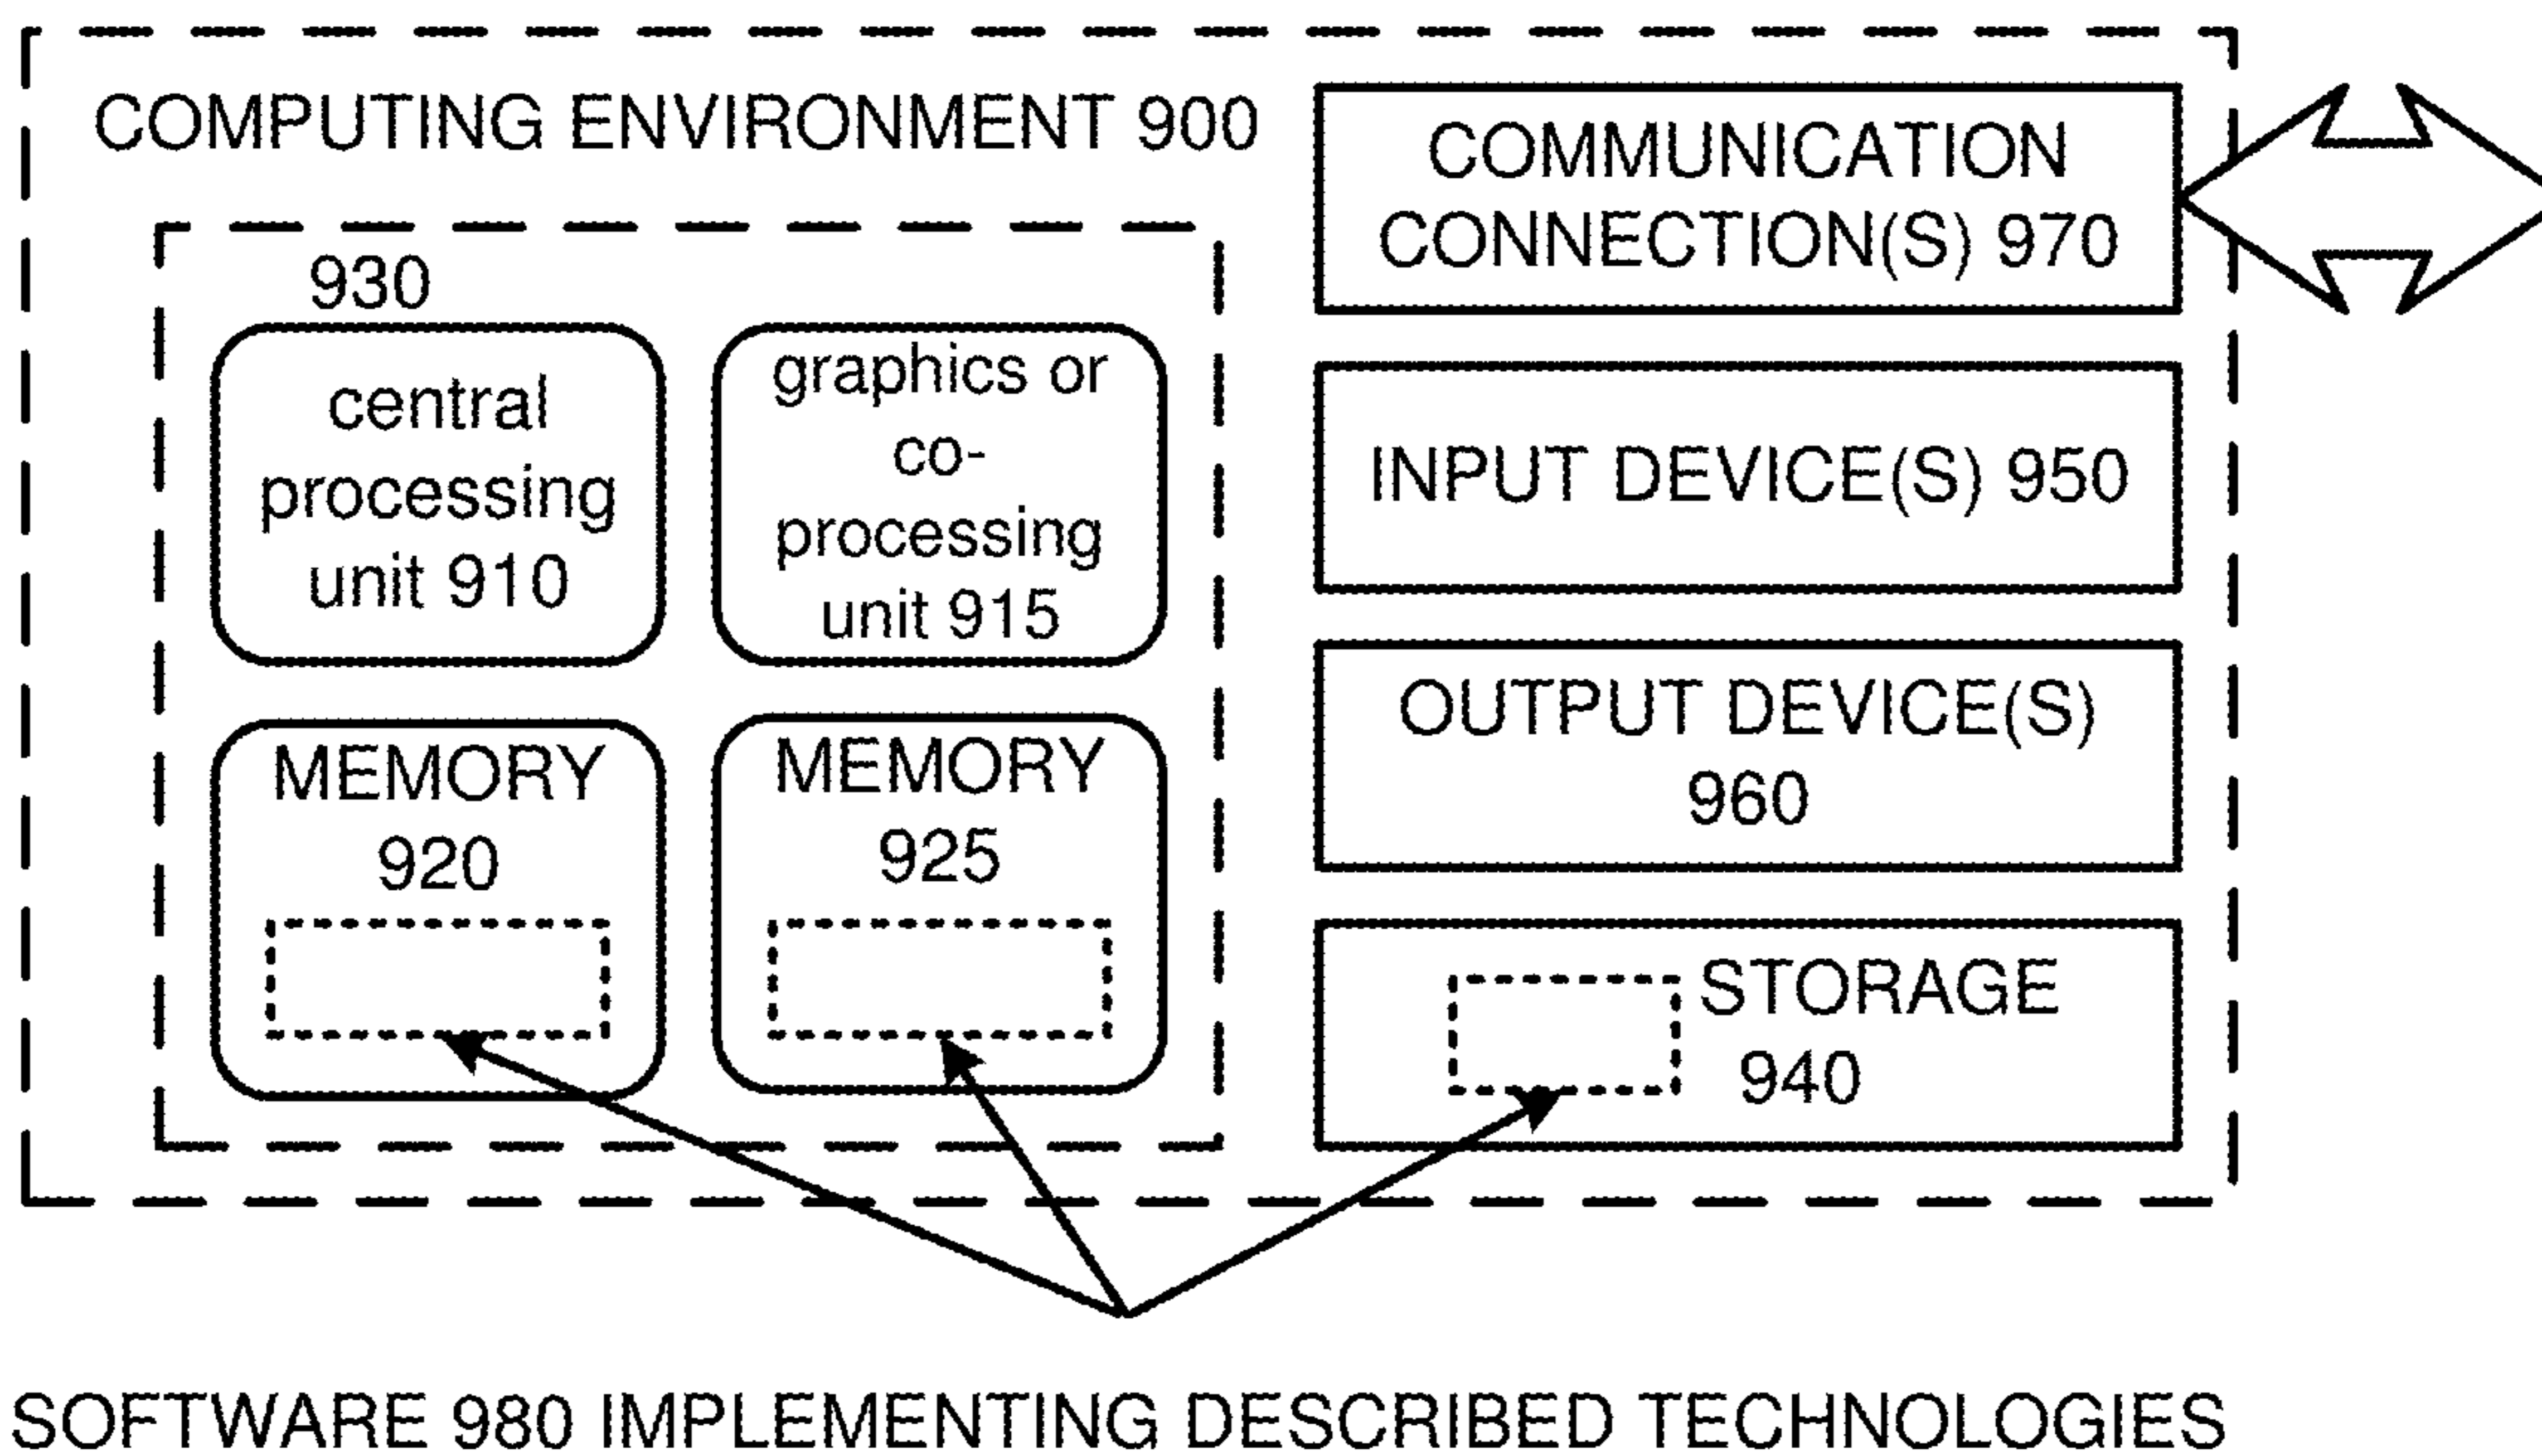 COMPUTING ENVIRONMENT 900
930
central
processing
unit 910
graphics or
co-
processing
unit 915
MEMORY
920
MEMORY
925
COMMUNICATION
CONNECTION(S) 970
INPUT DEVICE(S) 950
OUTPUT DEVICE(S)
960
STORAGE
940
SOFTWARE 980 IMPLEMENTING DESCRIBED TECHNOLOGIES